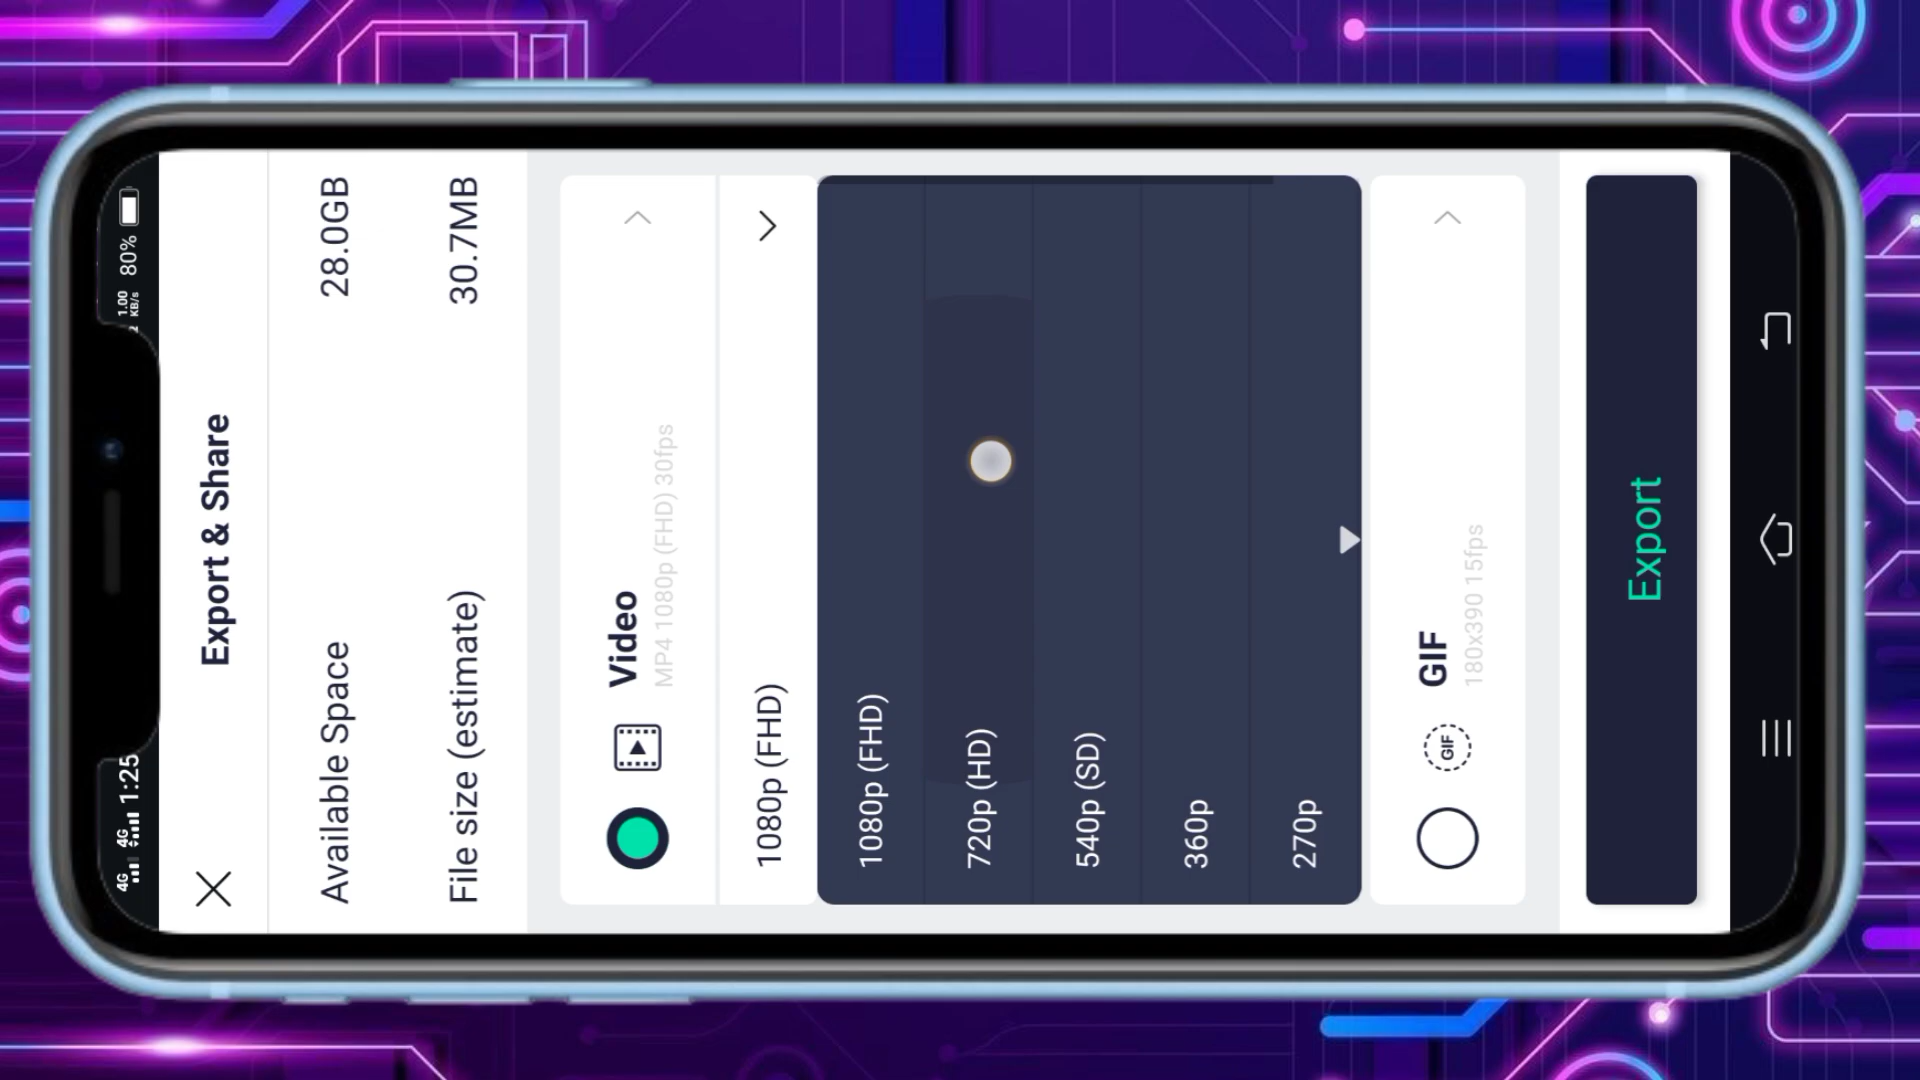 4G 4G 1:25
1.00 KB/s 80%
Export & Share
Available Space 28.0GB
File size (estimate) 30.7MB
Video
MP4 1080p (FHD) 30fps
1080p (FHD)
1080p (FHD)
720p (HD)
540p (SD)
360p
270p
GIF
GIF
180x390 15fps
Export